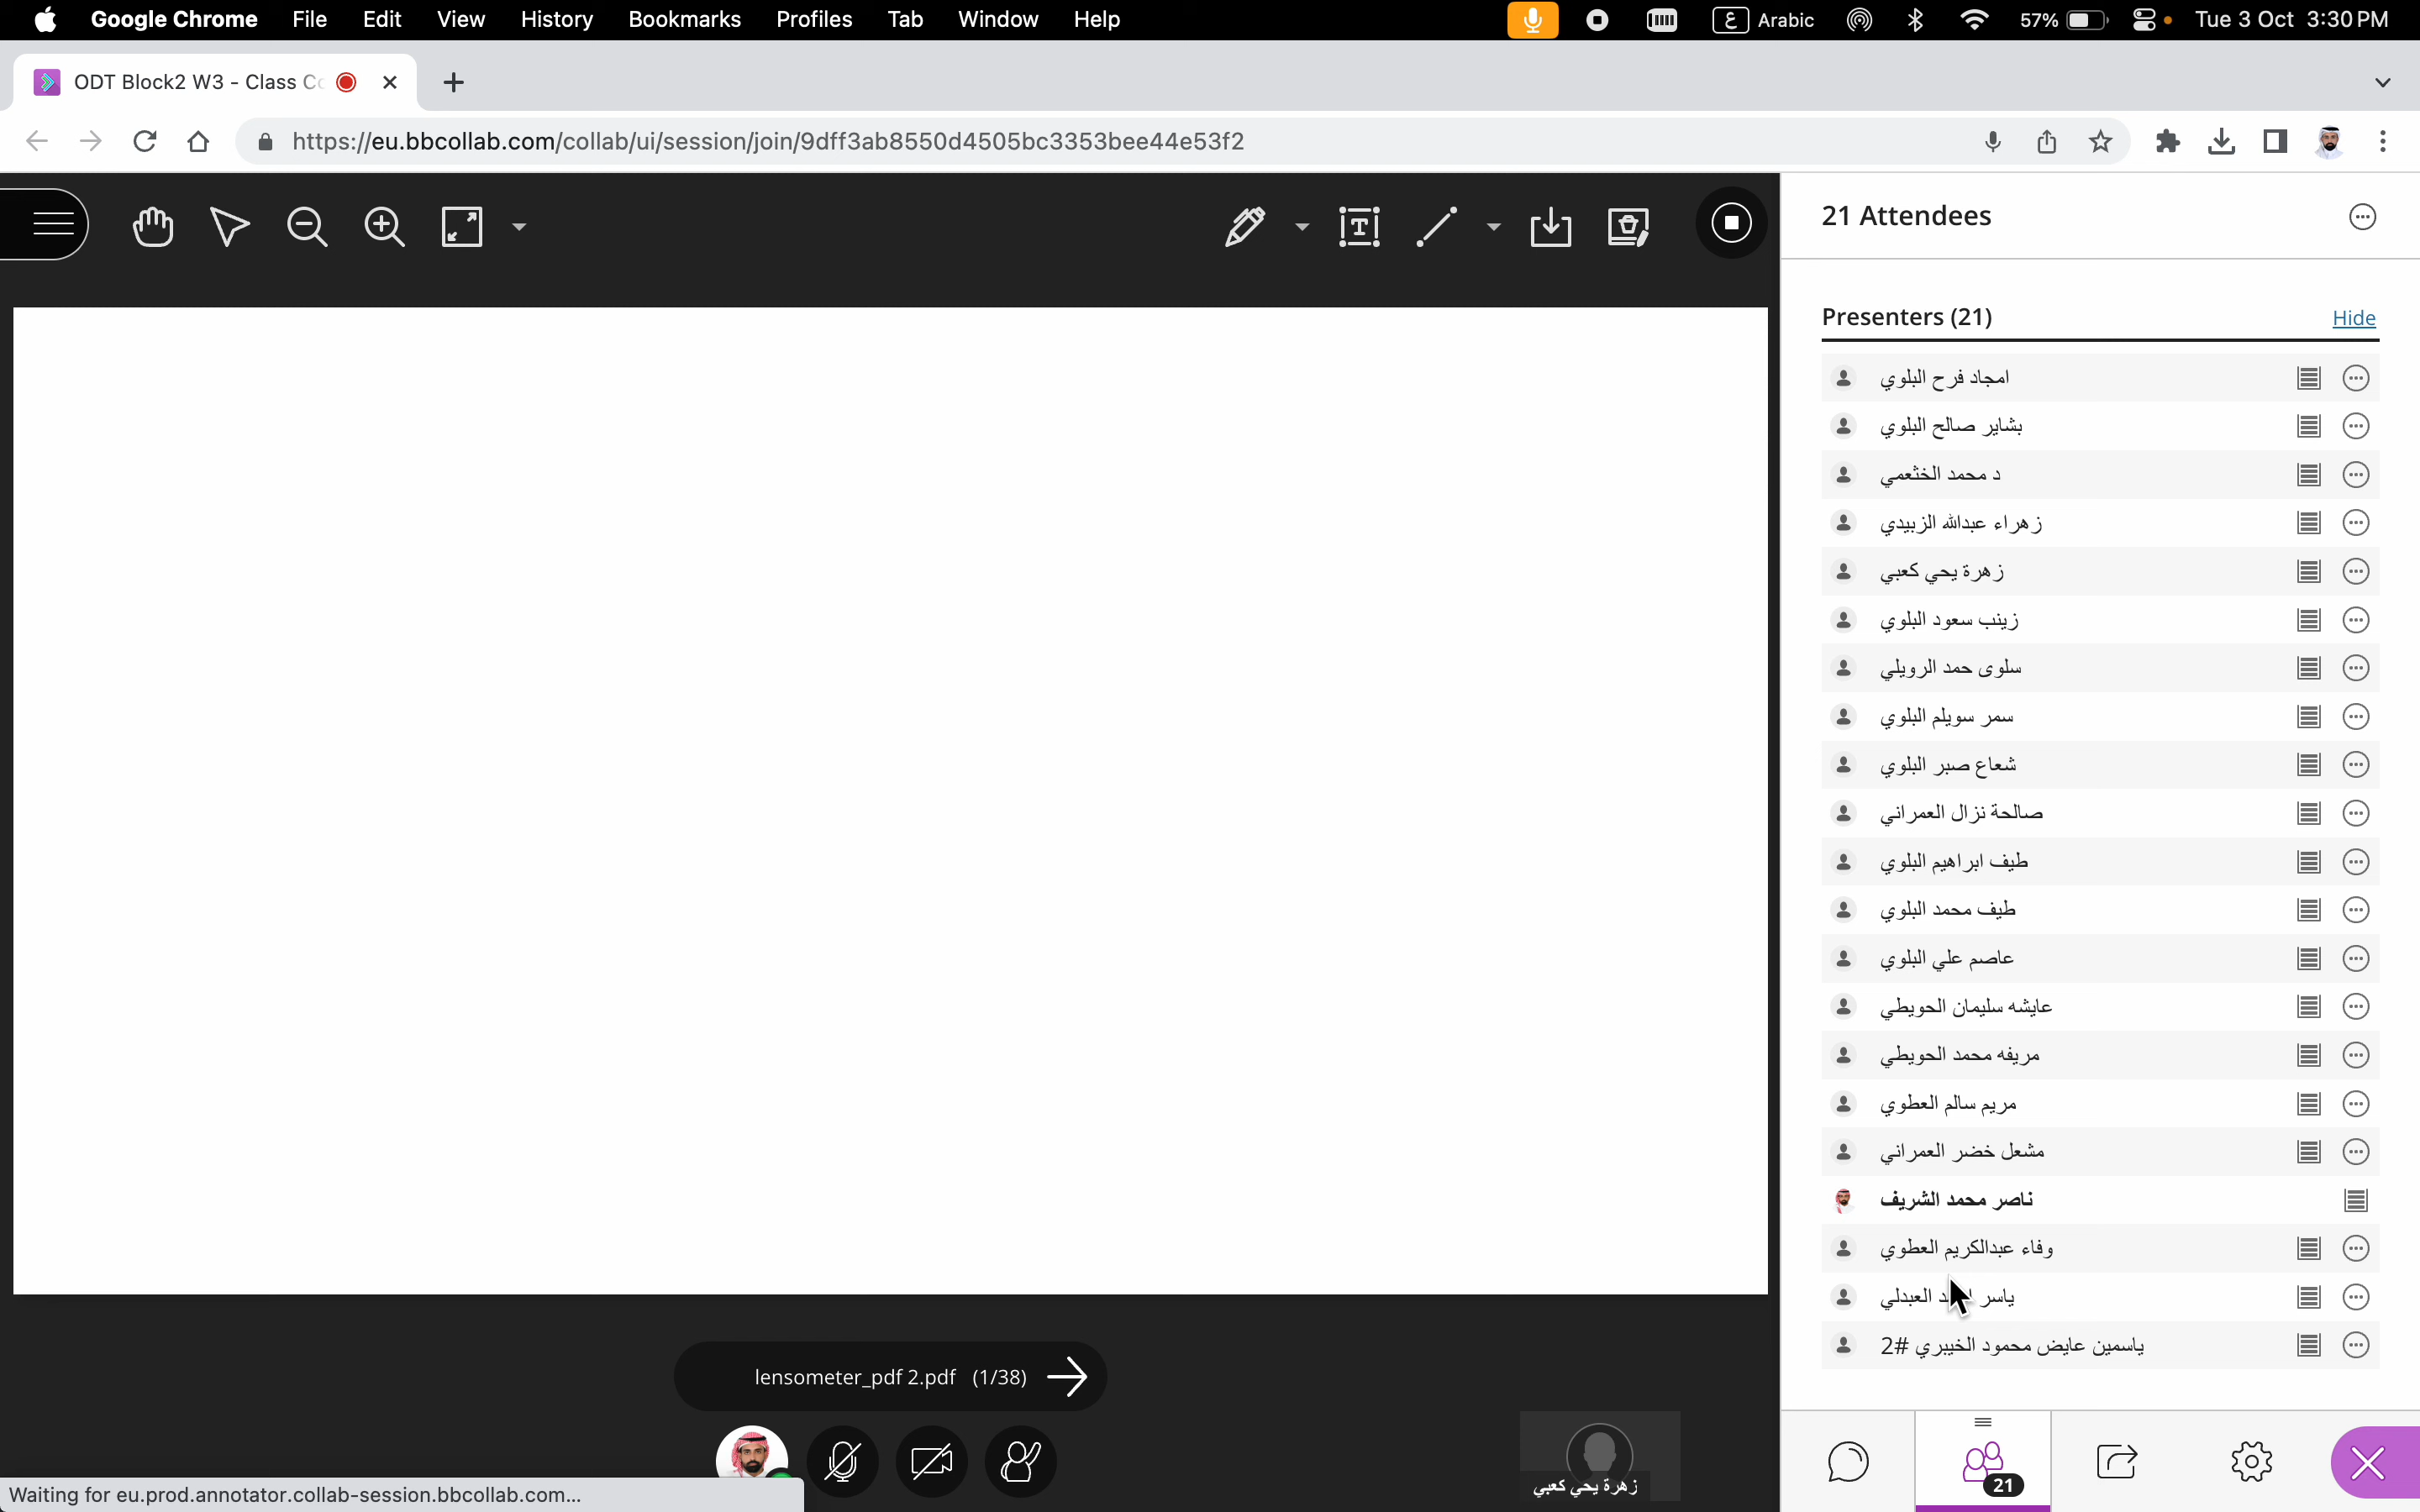 Google Chrome File Edit View History Bookmarks Profiles Tab Window Help ع Arabic 57% Tue 3 Oct 3:30 PM
ODT Block2 W3 - Class Co
https://eu.bbcollab.com/collab/ui/session/join/9dff3ab8550d4505bc3353bee44e53f2
T
21 Attendees
Presenters (21) Hide
امجاد فرح البلوي
بشاير صالح البلوي
د محمد الخثعمي
زهراء عبدالله الزبيدي
زهرة يحي كعبي
زينب سعود البلوي
سلوى حمد الرويلي
سمر سويلم البلوي
شعاع صبر البلوي
صالحة نزال العمراني
طيف ابراهيم البلوي
طيف محمد البلوي
عاصم علي البلوي
عايشه سليمان الحويطي
مريفه محمد الحويطي
مريم سالم العطوي
مشعل خضر العمراني
ناصر محمد الشريف
وفاء عبدالكريم العطوي
ياسر العبدلي
ياسمين عايض محمود الخيبري #2
lensometer_pdf 2.pdf (1/38)
زهرة يحي كعبي
21
Waiting for eu.prod.annotator.collab-session.bbcollab.com...